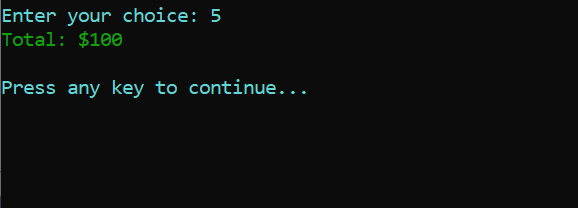 Enter your choice: 5
Total: $100
Press any key to continue...